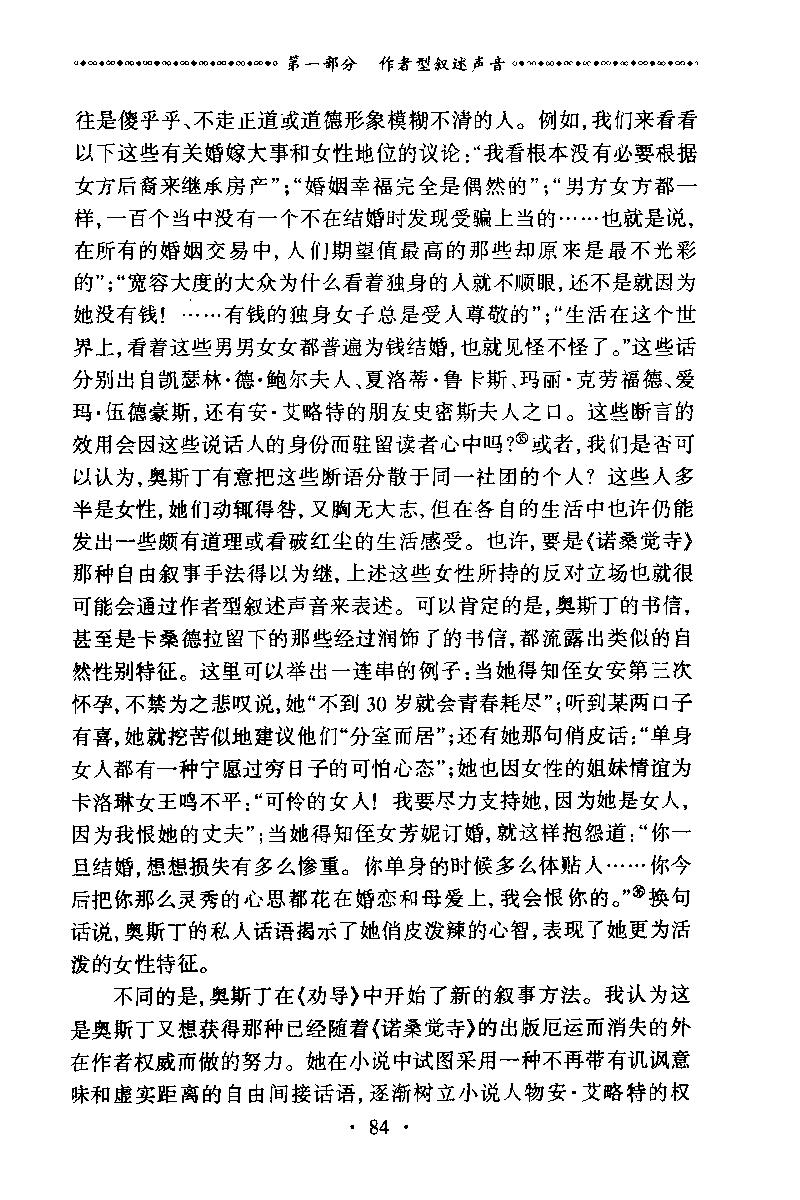 第一部分　作者型叙述声音
往是傻乎乎、不走正道或道德形象模糊不清的人。例如,我们来看看
以下这些有关婚嫁大事和女性地位的议论:“我看根本没有必要根据
女方后裔来继承房产”;“婚姻幸福完全是偶然的”;“男方女方都一
样,一百个当中没有一个不在结婚时发现受骗上当的……也就是说,
在所有的婚姻交易中,人们期望值最高的那些却原来是最不光彩
的”;“宽容大度的大众为什么看着独身的人就不顺眼,还不是就因为
她没有钱! ……有钱的独身女子总是受人尊敬的”;“生活在这个世
界上,看着这些男男女女都普遍为钱结婚,也就见怪不怪了。”这些话
分别出自凯瑟林·德·鲍尔夫人、夏洛蒂·鲁卡斯、玛丽·克劳福德、爱
玛·伍德豪斯,还有安·艾略特的朋友史密斯夫人之口。这些断言的
效用会因这些说话人的身份而驻留读者心中吗?㉟或者,我们是否可
以认为,奥斯丁有意把这些断语分散于同一社团的个人? 这些人多
半是女性,她们动辄得咎,又胸无大志,但在各自的生活中也许仍能
发出一些颇有道理或看破红尘的生活感受。也许,要是《诺桑觉寺》
那种自由叙事手法得以为继,上述这些女性所持的反对立场也就很
可能会通过作者型叙述声音来表述。可以肯定的是,奥斯丁的书信,
甚至是卡桑德拉留下的那些经过润饰了的书信,都流露出类似的自
然性别特征。这里可以举出一连串的例子:当她得知侄女安第三次
怀孕,不禁为之悲叹说,她“不到 30 岁就会青春耗尽”;听到某两口子
有喜,她就挖苦似地建议他们“分室而居”;还有她那句俏皮话:“单身
女人都有一种宁愿过穷日子的可怕心态”;她也因女性的姐妹情谊为
卡洛琳女王鸣不平:“可怜的女人! 我要尽力支持她,因为她是女人,
因为我恨她的丈夫”;当她得知侄女芳妮订婚,就这样抱怨道:“你一
旦结婚,想想损失有多么惨重。你单身的时候多么体贴人……你今
后把你那么灵秀的心思都花在婚恋和母爱上,我会恨你的。”㊱换句
话说,奥斯丁的私人话语揭示了她俏皮泼辣的心智,表现了她更为活
泼的女性特征。
不同的是,奥斯丁在《劝导》中开始了新的叙事方法。我认为这
是奥斯丁又想获得那种已经随着《诺桑觉寺》的出版厄运而消失的外
在作者权威而做的努力。她在小说中试图采用一种不再带有讥讽意
味和虚实距离的自由间接话语,逐渐树立小说人物安·艾略特的权
· 84 ·